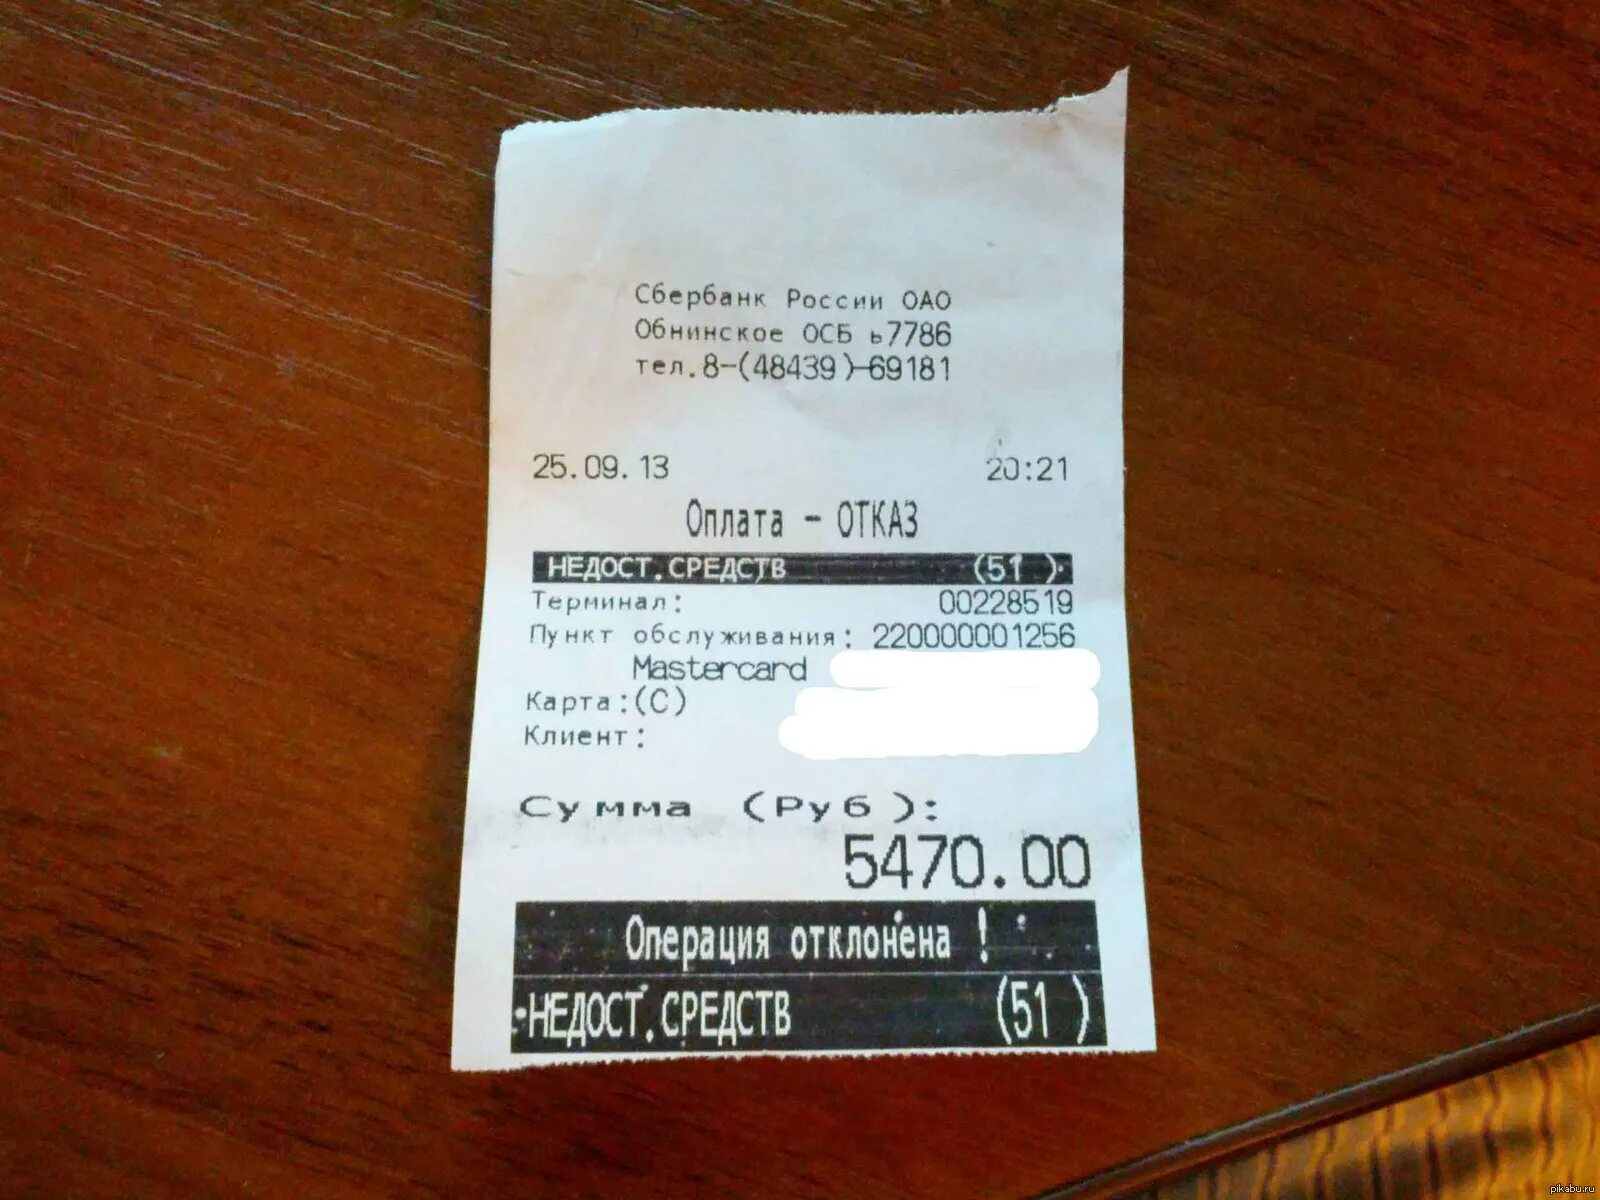 Сбербанк России ОАО
Обнинское ОСБ ь7786
тел.8-(48439)-69181
25.09.13 20:21
Оплата - ОТКАЗ
НЕДОСТ.СРЕДСТВ (51 )
Терминал: 00228519
Пункт обслуживания: 220000001256
Mastercard
Карта:(C)
Клиент:
Сумма (Руб):
5470.00
Операция отклонена !
НЕДОСТ.СРЕДСТВ (51 )
pikabu.ru